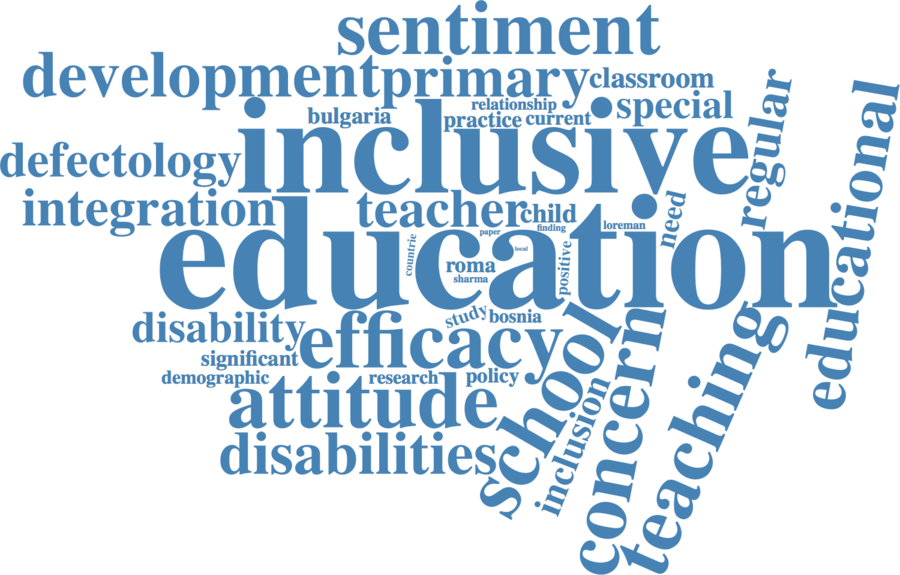 sentiment
development
primary
classroom
relationship
bulgaria
practice
current
special
inclusive
regular
educational
defectology
integration
teacher
child
need
paper
finding
loreman
education
countrie
local
roma
sharma
positive
disability
study
bosnia
efficacy
significant
demographic
research
policy
attitude
school
inclusion
concern
teaching
disabilities